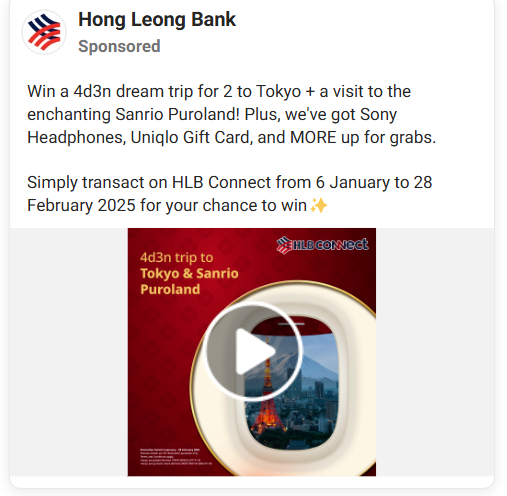 Hong Leong Bank
Sponsored
Win a 4d3n dream trip for 2 to Tokyo + a visit to the
enchanting Sanrio Puroland! Plus, we've got Sony
Headphones, Uniqlo Gift Card, and MORE up for grabs.
Simply transact on HLB Connect from 6 January to 28
February 2025 for your chance to win✨
HLB CONNECT
4d3n trip to
Tokyo & Sanrio
Puroland